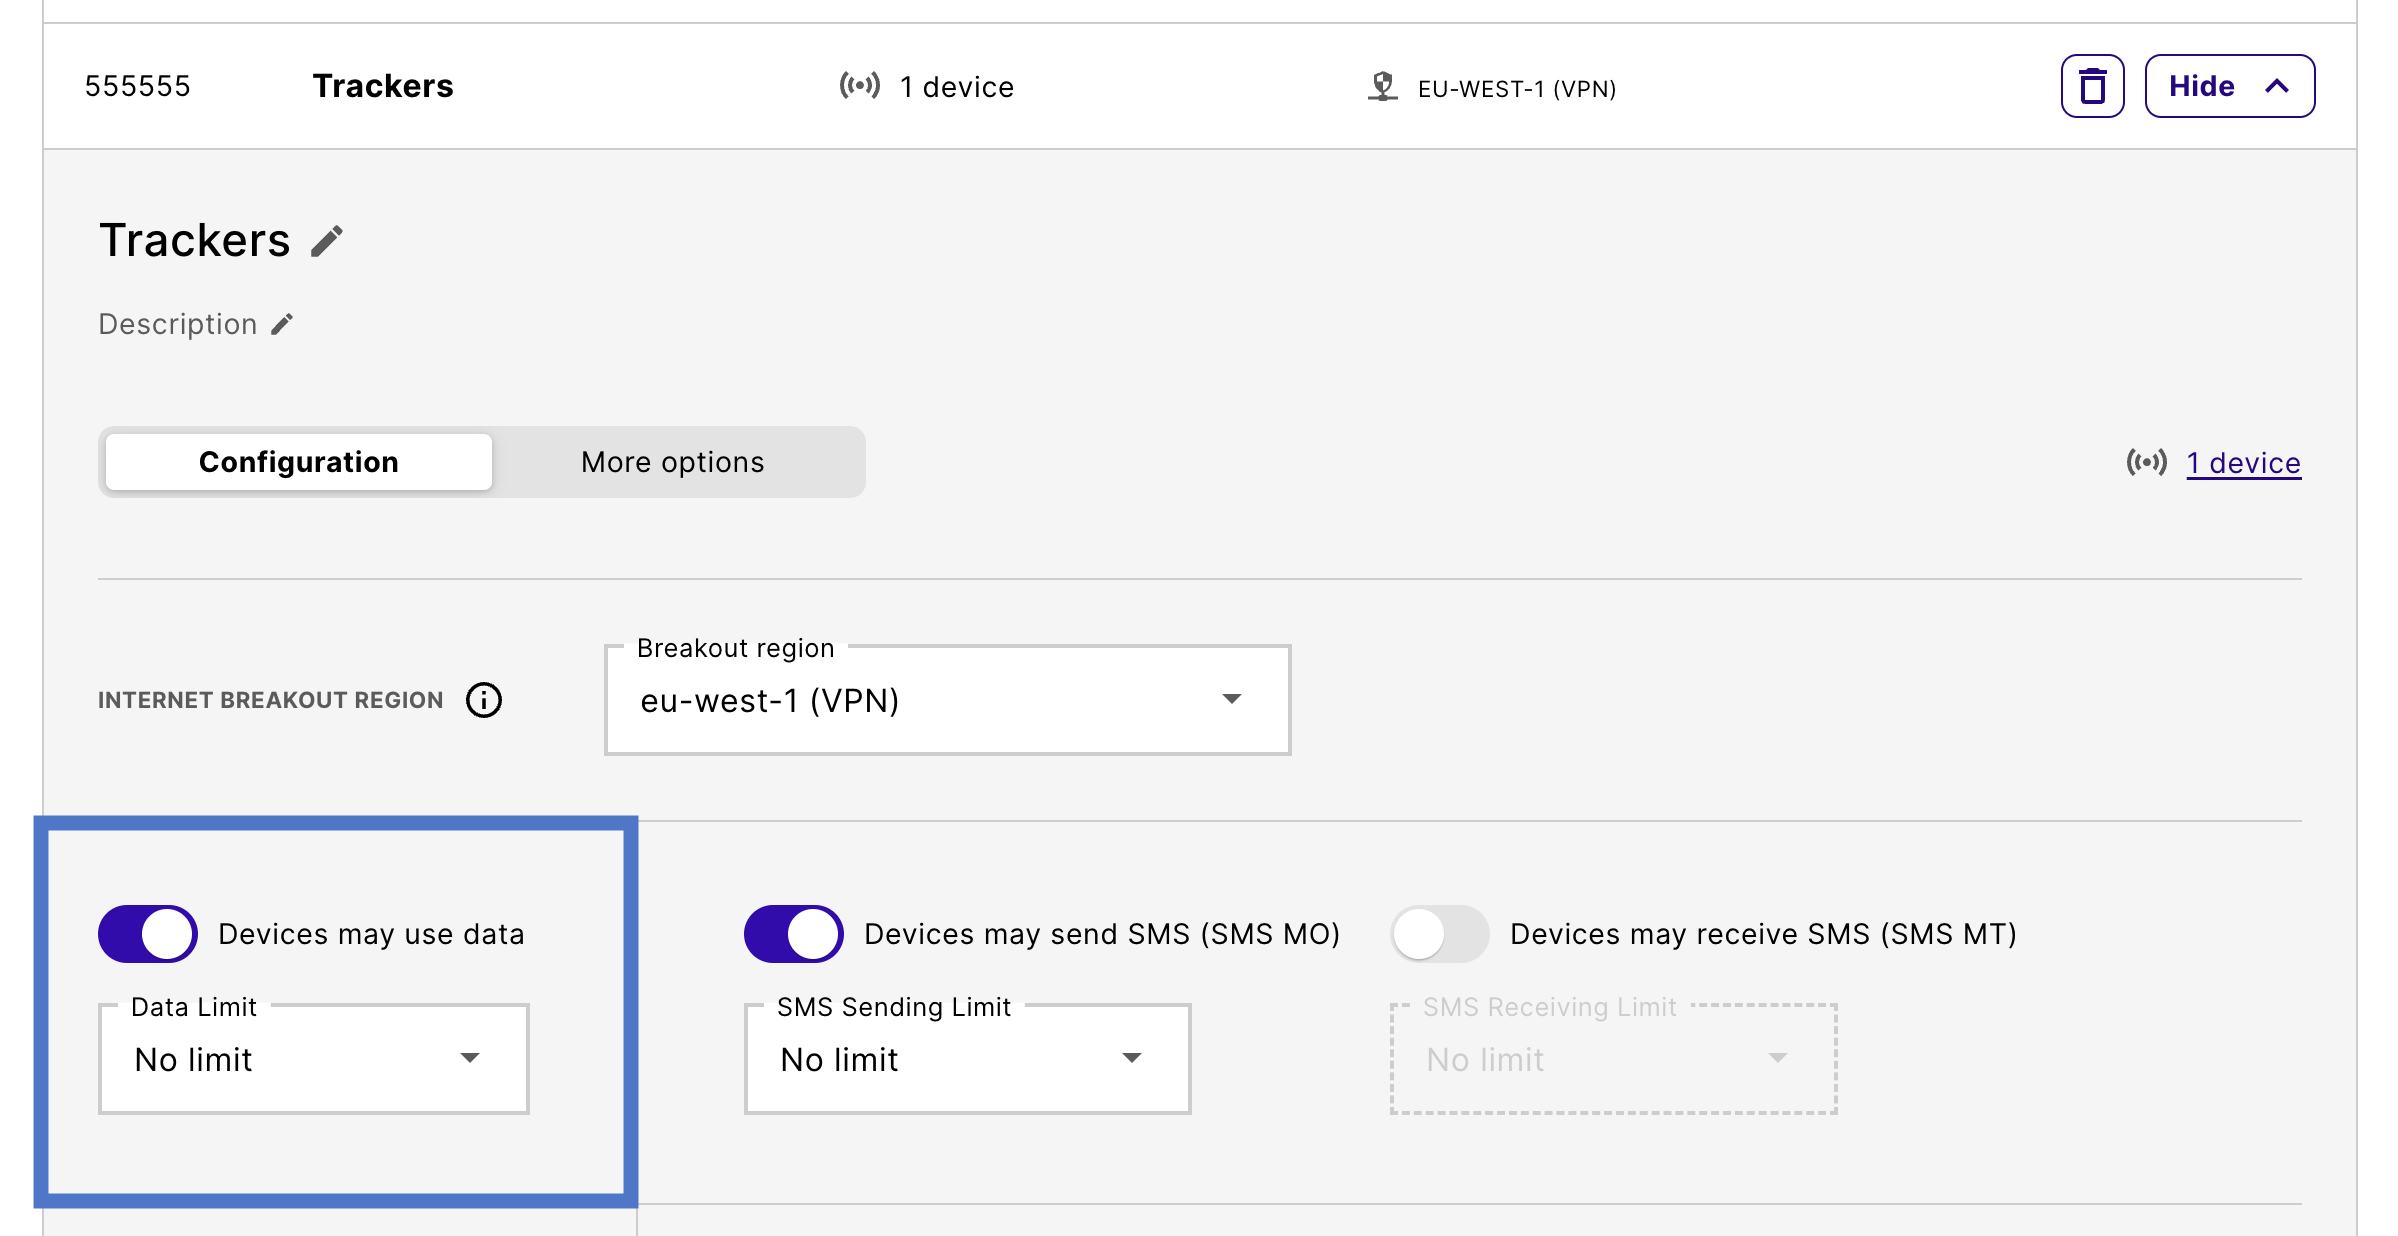 555555 Trackers 1 device EU-WEST-1 (VPN) Hide
Trackers
Description
Configuration More options 1 device
Breakout region
INTERNET BREAKOUT REGION eu-west-1 (VPN)
Devices may use data Devices may send SMS (SMS MO) Devices may receive SMS (SMS MT)
Data Limit SMS Sending Limit SMS Receiving Limit
No limit No limit No limit